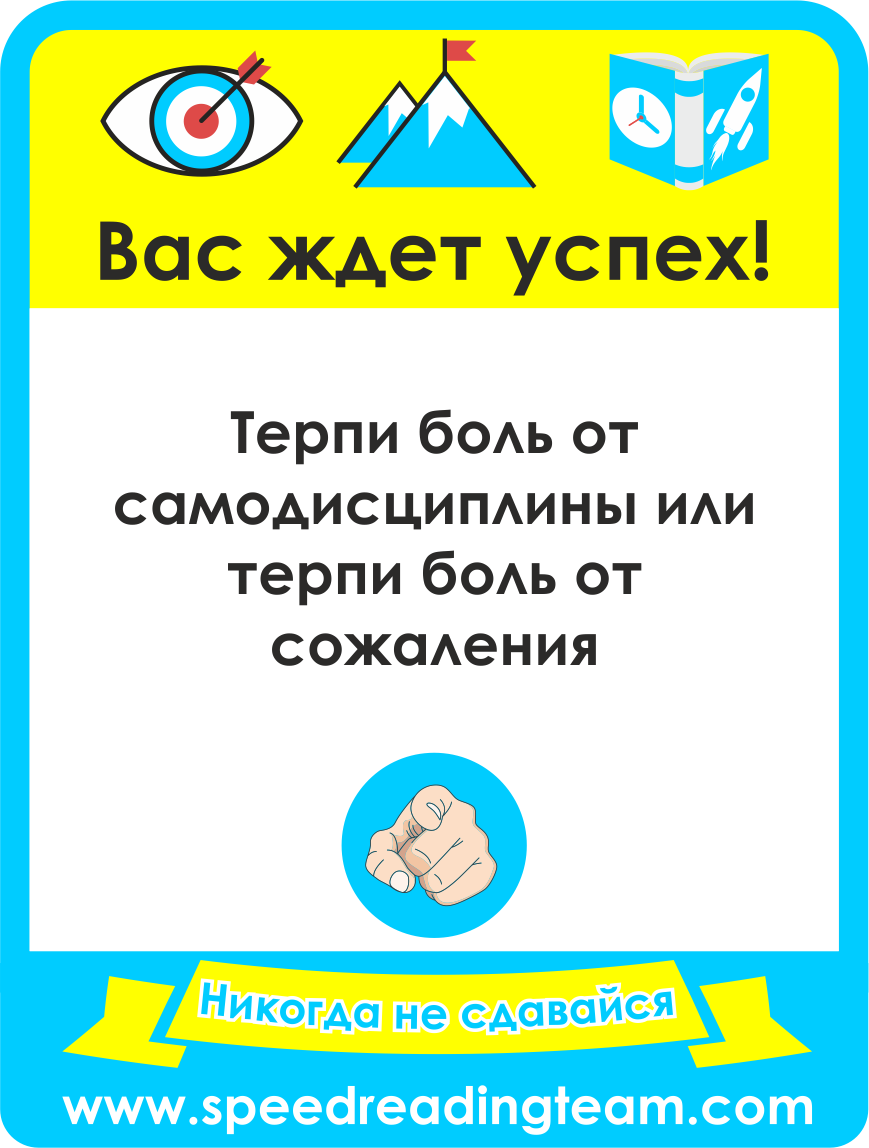 Вас ждет успех!
Терпи боль от
самодисциплины или
терпи боль от
сожаления
Никогда не сдавайся
www.speedreadingteam.com